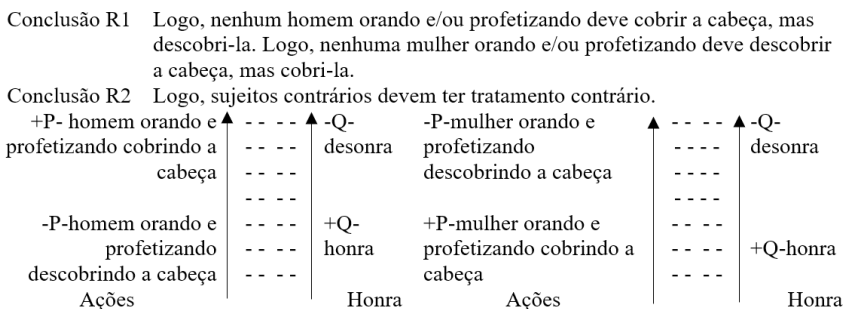 Conclusão R1 Logo, nenhum homem orando e/ou profetizando deve cobrir a cabeça, mas
descobri-la. Logo, nenhuma mulher orando e/ou profetizando deve descobrir
a cabeça, mas cobri-la.
Conclusão R2 Logo, sujeitos contrários devem ter tratamento contrário.
+P- homem orando e - - - - -Q- -P-mulher orando e - - - - -Q-
profetizando cobrindo a - - - - desonra profetizando - - - - desonra
cabeça - - - - descobrindo a cabeça - - - -
- - - - - - - -
-P-homem orando e - - - - +Q- +P-mulher orando e - - - -
profetizando - - - - honra profetizando cobrindo a - - - - +Q-honra
descobrindo a cabeça - - - - cabeça - - - -
Ações Honra Ações Honra